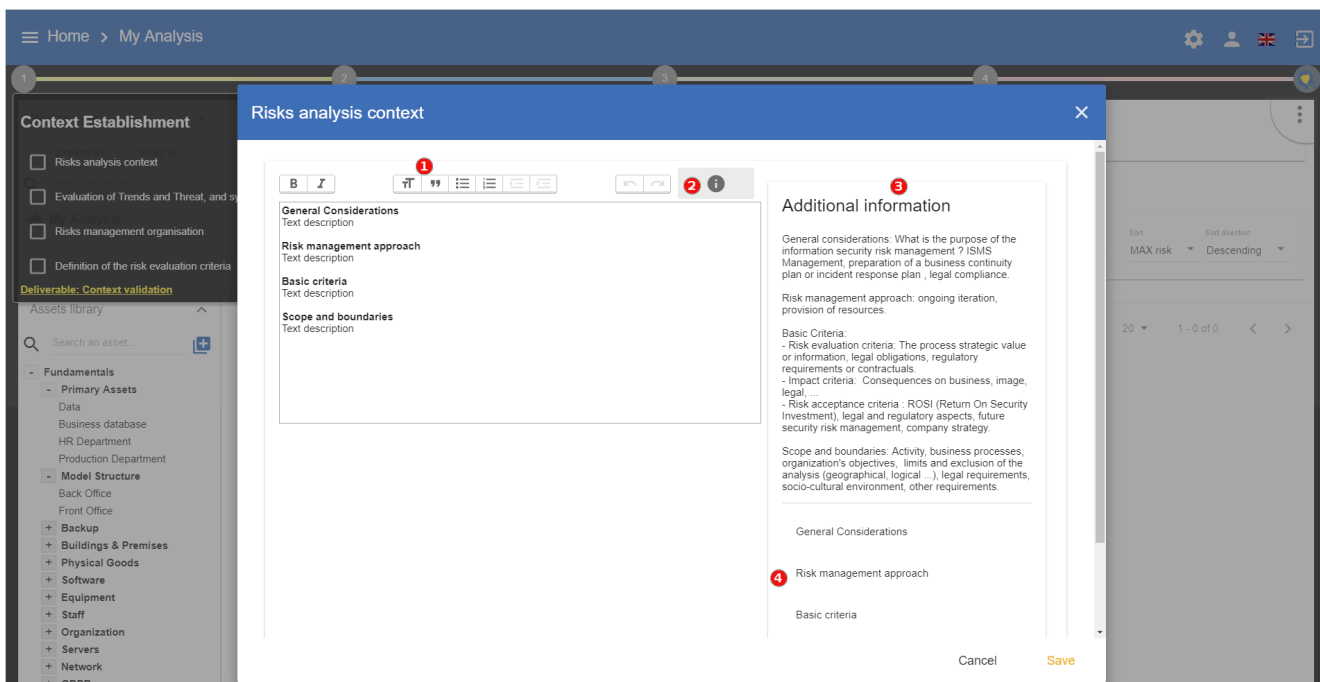 Home > My Analysis
1
2
3
4
Context Establishment
Risks analysis context
Evaluation of Trends and Threat, and sy
Risks management organisation
Definition of the risk evaluation criteria
Deliverable: Context validation
My Analysis
Assets library
Search an asset...
- Fundamentals
- Primary Assets
Data
Business database
HR Department
Production Department
- Model Structure
Back Office
Front Office
+ Backup
+ Buildings & Premises
+ Physical Goods
+ Software
+ Equipment
+ Staff
+ Organization
+ Servers
+ Network
Risks analysis context
1
B I
2
General Considerations
Text description
Risk management approach
Text description
Basic criteria
Text description
Scope and boundaries
Text description
3
Additional information
General considerations: What is the purpose of the
information security risk management ? ISMS
Management, preparation of a business continuity
plan or incident response plan , legal compliance.
Risk management approach: ongoing iteration,
provision of resources.
Basic Criteria:
- Risk evaluation criteria: The process strategic value
or information, legal obligations, regulatory
requirements or contractuals.
- Impact criteria:  Consequences on business, image,
legal, ...
- Risk acceptance criteria : ROSI (Return On Security
Investment), legal and regulatory aspects, future
security risk management, company strategy.
Scope and boundaries: Activity, business processes,
organization's objectives,  limits and exclusion of the
analysis (geographical, logical ...), legal requirements,
socio-cultural environment, other requirements.
General Considerations
4
Risk management approach
Basic criteria
Cancel Save
Sort Sort direction
MAX risk Descending
20 1 - 0 of 0